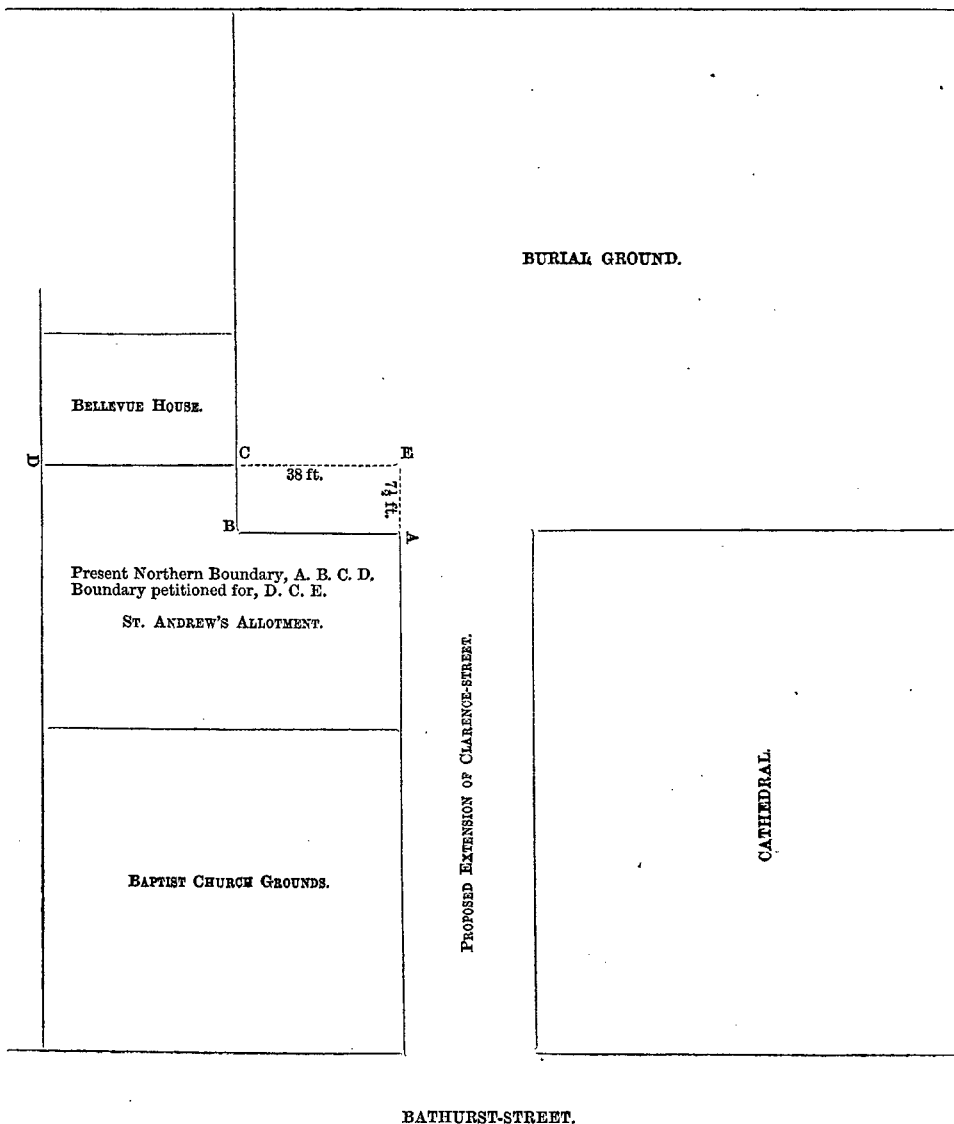 BURIAL GROUND.
BELLEVUE HOUSE.
D
C
E
38 ft.
7½ ft.
B
A
Present Northern Boundary, A. B. C. D.
Boundary petitioned for, D. C. E.
ST. ANDREW'S ALLOTMENT.
PROPOSED EXTENSION OF CLARENCE-STREET.
CATHEDRAL.
BAPTIST CHURCH GROUNDS.
BATHURST-STREET.